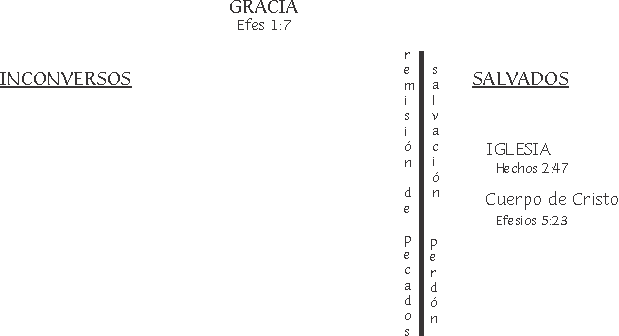 GRACIA
Efes 1:7
INCONVERSOS
remisión de pecados
salvación perdón
SALVADOS
IGLESIA
Hechos 2:47
Cuerpo de Cristo
Efesios 5:23